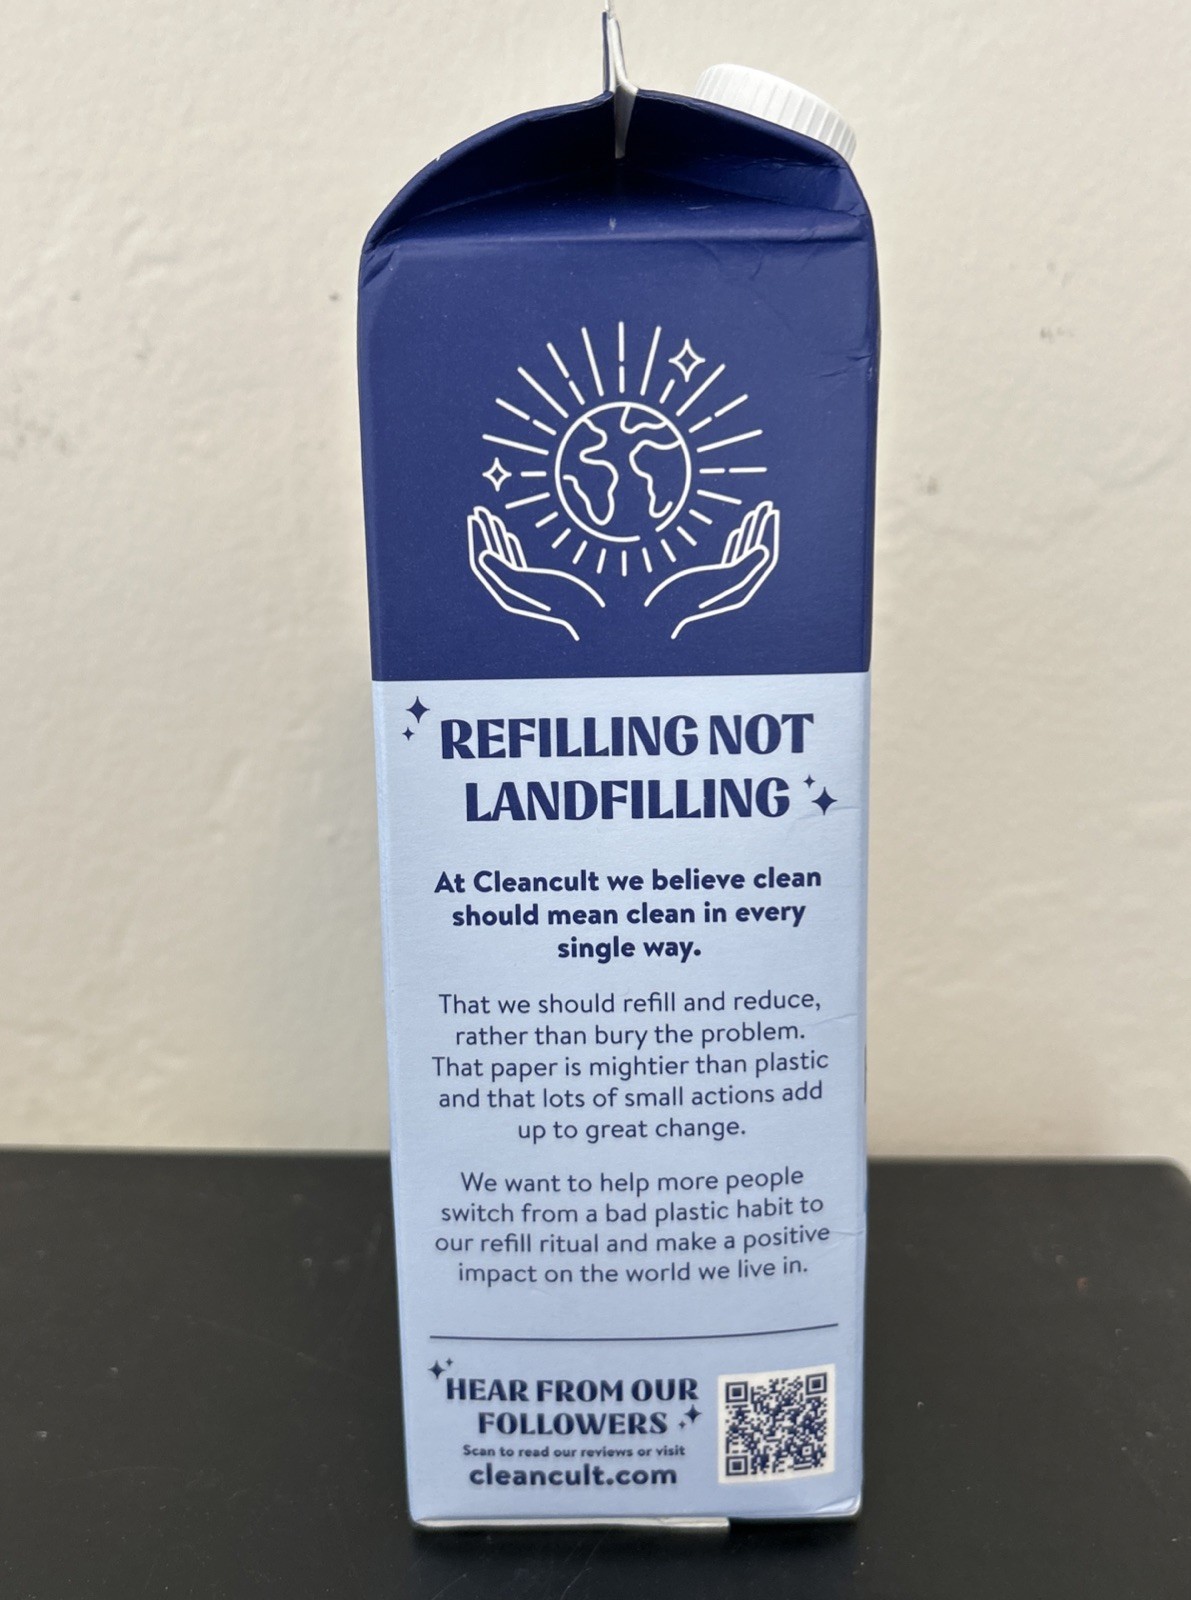 REFILLING NOT
LANDFILLING
At Cleancult we believe clean
should mean clean in every
single way.
That we should refill and reduce,
rather than bury the problem.
That paper is mightier than plastic
and that lots of small actions add
up to great change.
We want to help more people
switch from a bad plastic habit to
our refill ritual and make a positive
impact on the world we live in.
HEAR FROM OUR
FOLLOWERS
Scan to read our reviews or visit
cleancult.com